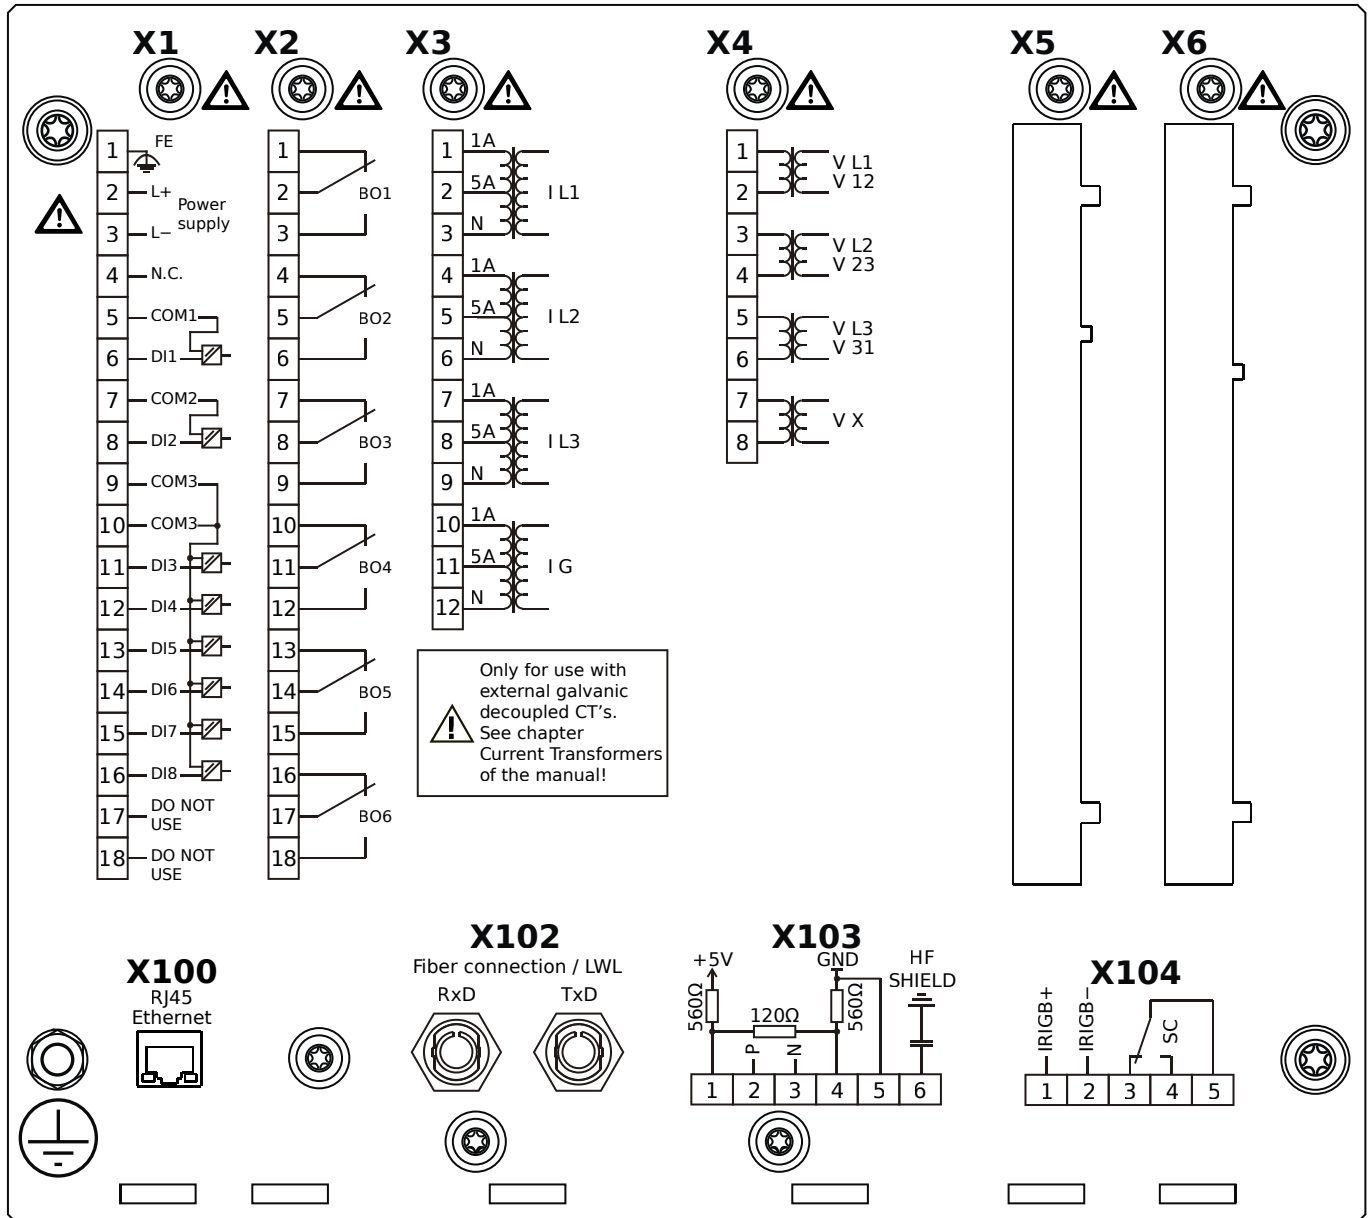 X1 X2 X3 X4 X5 X6
1 FE
2 L+ Power
3 L− supply
4 N.C.
5 COM1
6 DI1
7 COM2
8 DI2
9 COM3
10 COM3
11 DI3
12 DI4
13 DI5
14 DI6
15 DI7
16 DI8
17 DO NOT
USE
18 DO NOT
USE
1
2 BO1
3
4
5 BO2
6
7
8 BO3
9
10
11 BO4
12
13
14 BO5
15
16
17 BO6
18
1 1A
2 5A I L1
3 N
4 1A
5 5A I L2
6 N
7 1A
8 5A I L3
9 N
10 1A
11 5A I G
12 N
Only for use with
external galvanic
decoupled CT's.
See chapter
Current Transformers
of the manual!
1 V L1
2 V 12
3 V L2
4 V 23
5 V L3
6 V 31
7 V X
8
X100
RJ45
Ethernet
X102
Fiber connection / LWL
RxD TxD
X103
+5V GND HF
SHIELD
560Ω 120Ω 560Ω
P N
1 2 3 4 5 6
X104
IRIGB+ IRIGB− SC
1 2 3 4 5